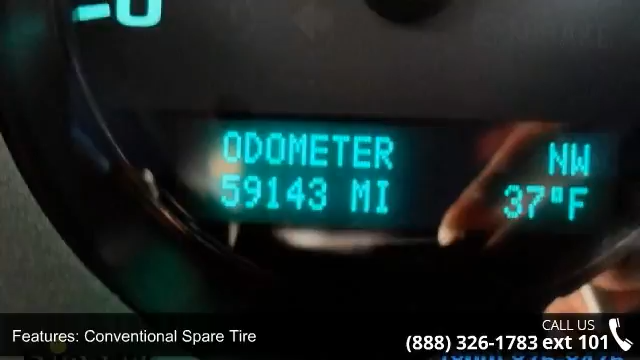 ODOMETER NW
59143 MI 37°F
CALL US
Features: Conventional Spare Tire
(888) 326-1783 ext 101